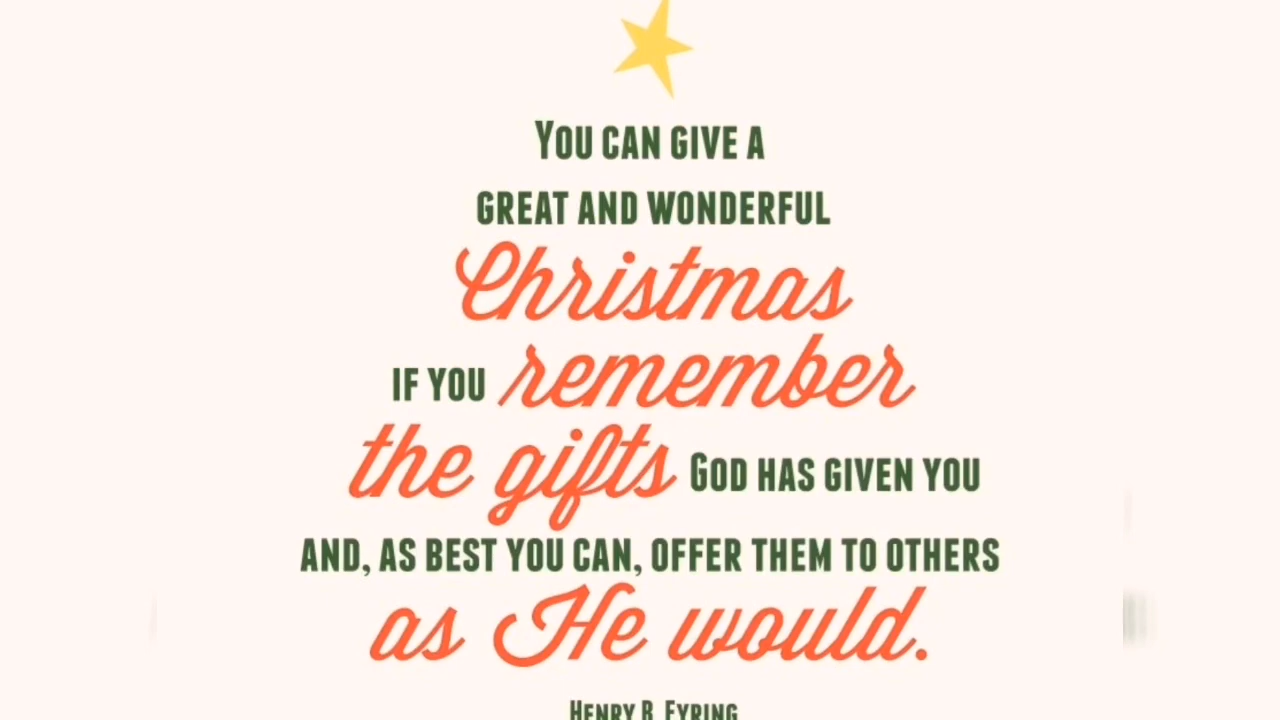 You can give a
great and wonderful
Christmas
if you remember
the gifts God has given you
and, as best you can, offer them to others
as He would.
Henry B. Eyring